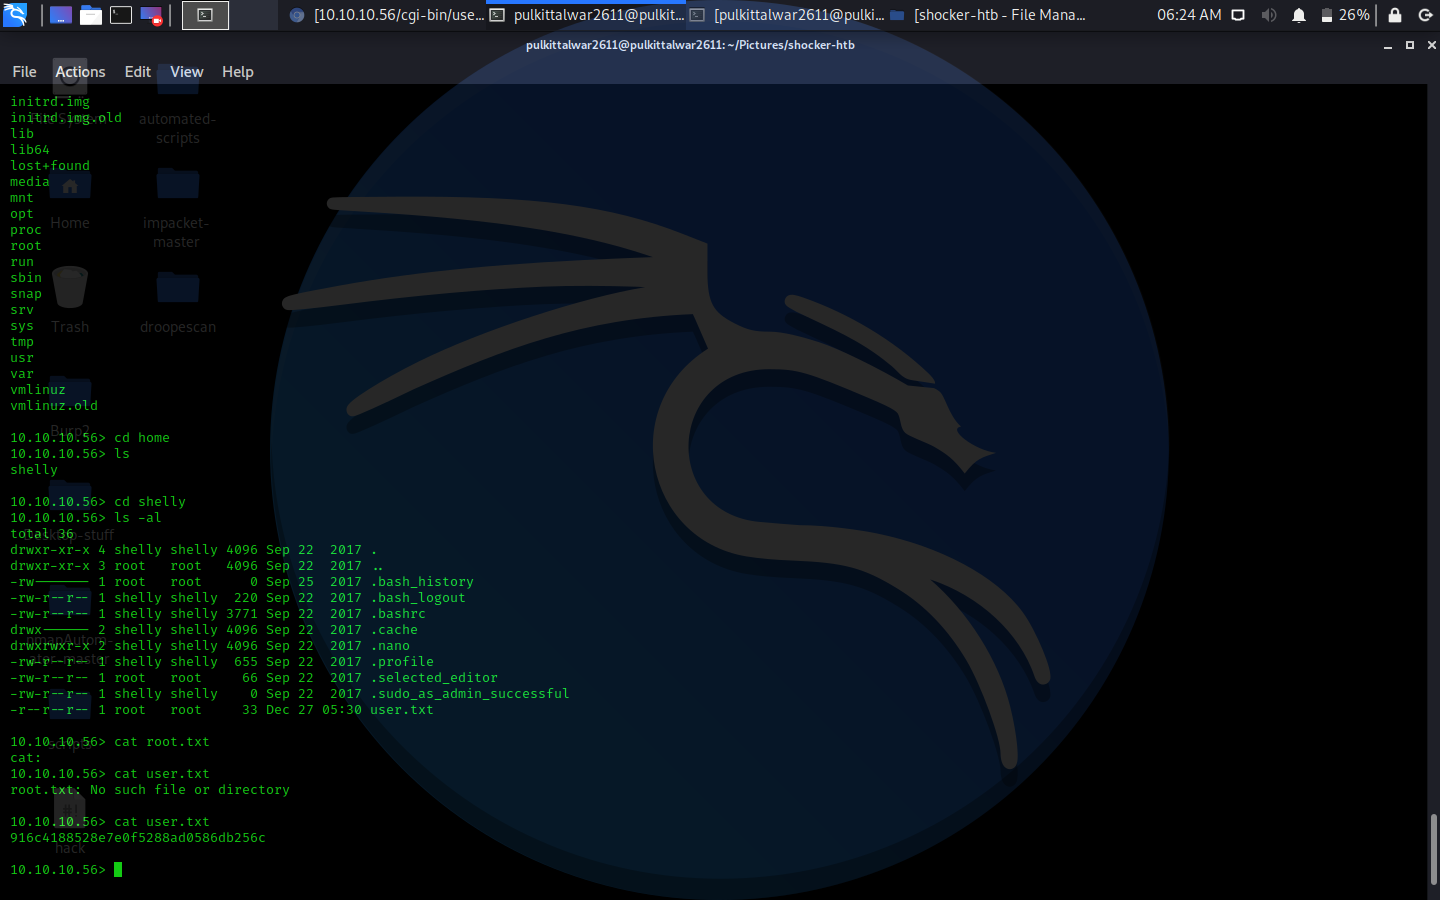 [10.10.10.56/cgi-bin/use... pulkittalwar2611@pulkit... [pulkittalwar2611@pulki... [shocker-htb - File Mana... 06:24 AM 26%
pulkittalwar2611@pulkittalwar2611: ~/Pictures/shocker-htb
File Actions Edit View Help
initrd.img
initrd.img.old
lib
lib64
lost+found
media
mnt
opt
proc
root
run
sbin
snap
srv
sys
tmp
usr
var
vmlinuz
vmlinuz.old
10.10.10.56> cd home
10.10.10.56> ls
shelly
10.10.10.56> cd shelly
10.10.10.56> ls -al
total 36
drwxr-xr-x 4 shelly shelly 4096 Sep 22  2017 .
drwxr-xr-x 3 root   root   4096 Sep 22  2017 ..
-rw------- 1 root   root      0 Sep 25  2017 .bash_history
-rw-r--r-- 1 shelly shelly  220 Sep 22  2017 .bash_logout
-rw-r--r-- 1 shelly shelly 3771 Sep 22  2017 .bashrc
drwx------ 2 shelly shelly 4096 Sep 22  2017 .cache
drwxrwxr-x 2 shelly shelly 4096 Sep 22  2017 .nano
-rw-r--r-- 1 shelly shelly  655 Sep 22  2017 .profile
-rw-r--r-- 1 root   root     66 Sep 22  2017 .selected_editor
-rw-r--r-- 1 shelly shelly    0 Sep 22  2017 .sudo_as_admin_successful
-r--r--r-- 1 root   root     33 Dec 27 05:30 user.txt
10.10.10.56> cat root.txt
cat:
10.10.10.56> cat user.txt
root.txt: No such file or directory
10.10.10.56> cat user.txt
916c4188528e7e0f5288ad0586db256c
10.10.10.56>
automated-
scripts
Home
impacket-
master
Trash
droopescan
Burp2
scripts
hack